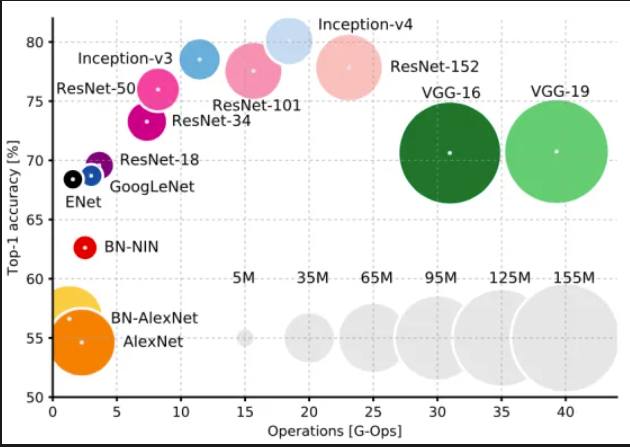 80
75
70
65
60
55
50
Top-1 accuracy [%]
Inception-v4
Inception-v3
ResNet-152
ResNet-50
VGG-16
VGG-19
ResNet-101
ResNet-34
ResNet-18
GoogLeNet
ENet
BN-NIN
5M 35M 65M 95M 125M 155M
BN-AlexNet
AlexNet
0 5 10 15 20 25 30 35 40
Operations [G-Ops]